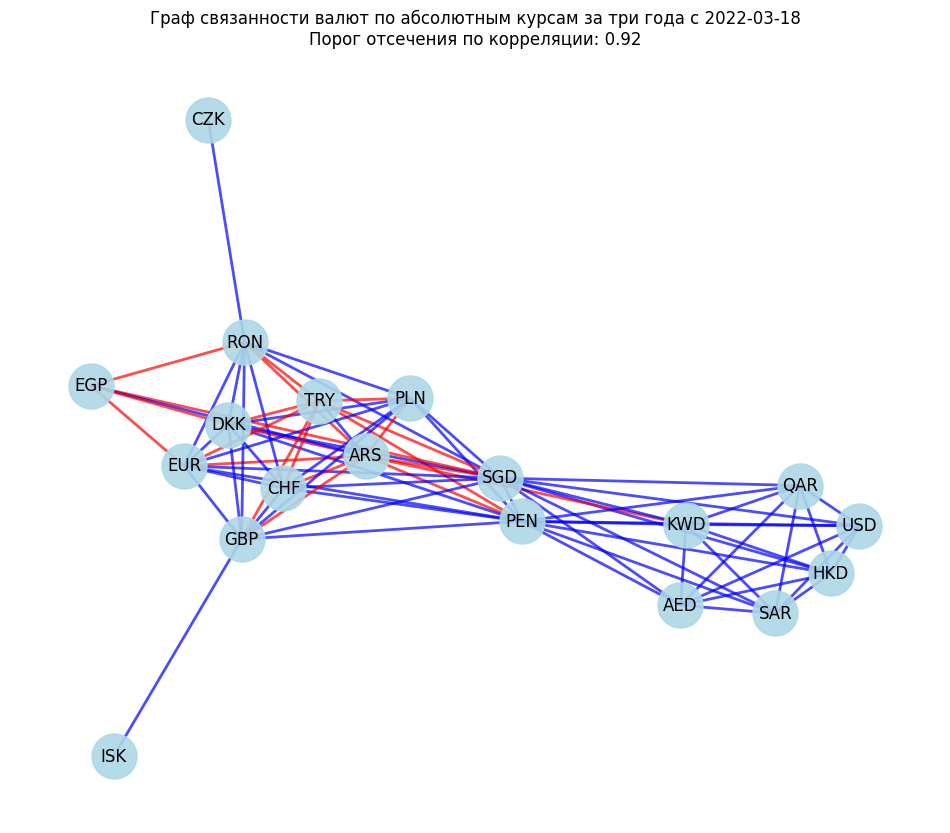 Граф связанности валют по абсолютным курсам за три года с 2022-03-18
Порог отсечения по корреляции: 0.92
CZK
RON
EGP
TRY
PLN
DKK
ARS
EUR
CHF
SGD
QAR
PEN
KWD
USD
GBP
HKD
AED
SAR
ISK